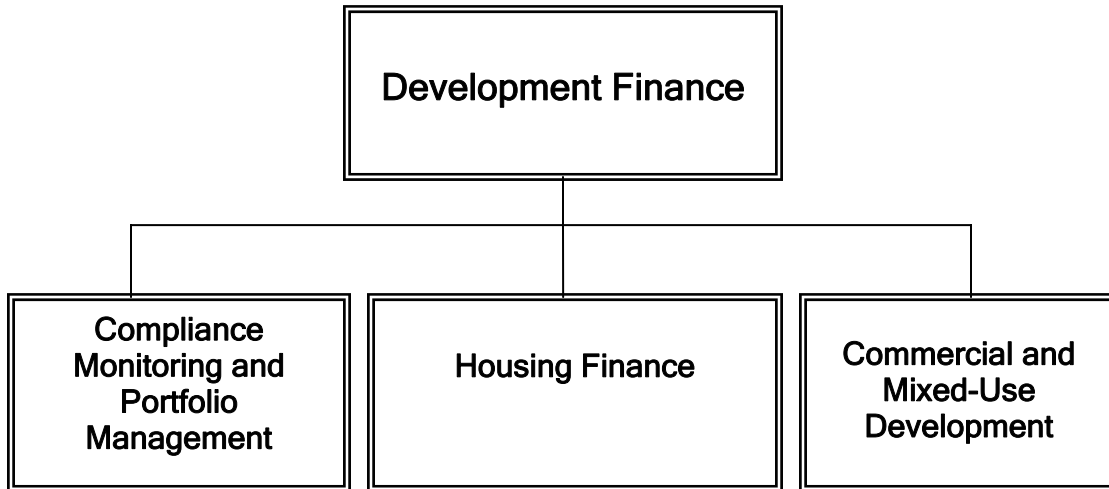 Development Finance
Compliance
Monitoring and
Portfolio
Management
Housing Finance
Commercial and
Mixed-Use
Development